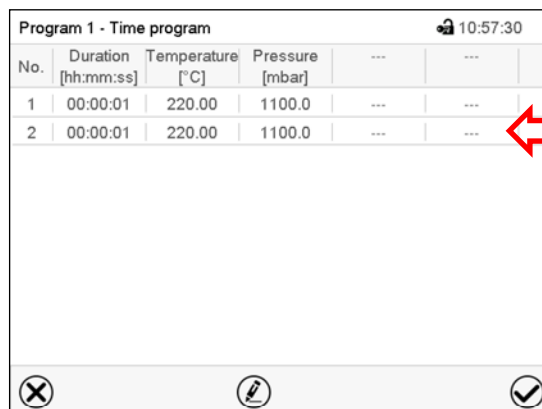 Program 1 - Time program 10:57:30
No. Duration [hh:mm:ss] Temperature [°C] Pressure [mbar] --- ---
1 00:00:01 220.00 1100.0 --- ---
2 00:00:01 220.00 1100.0 --- ---